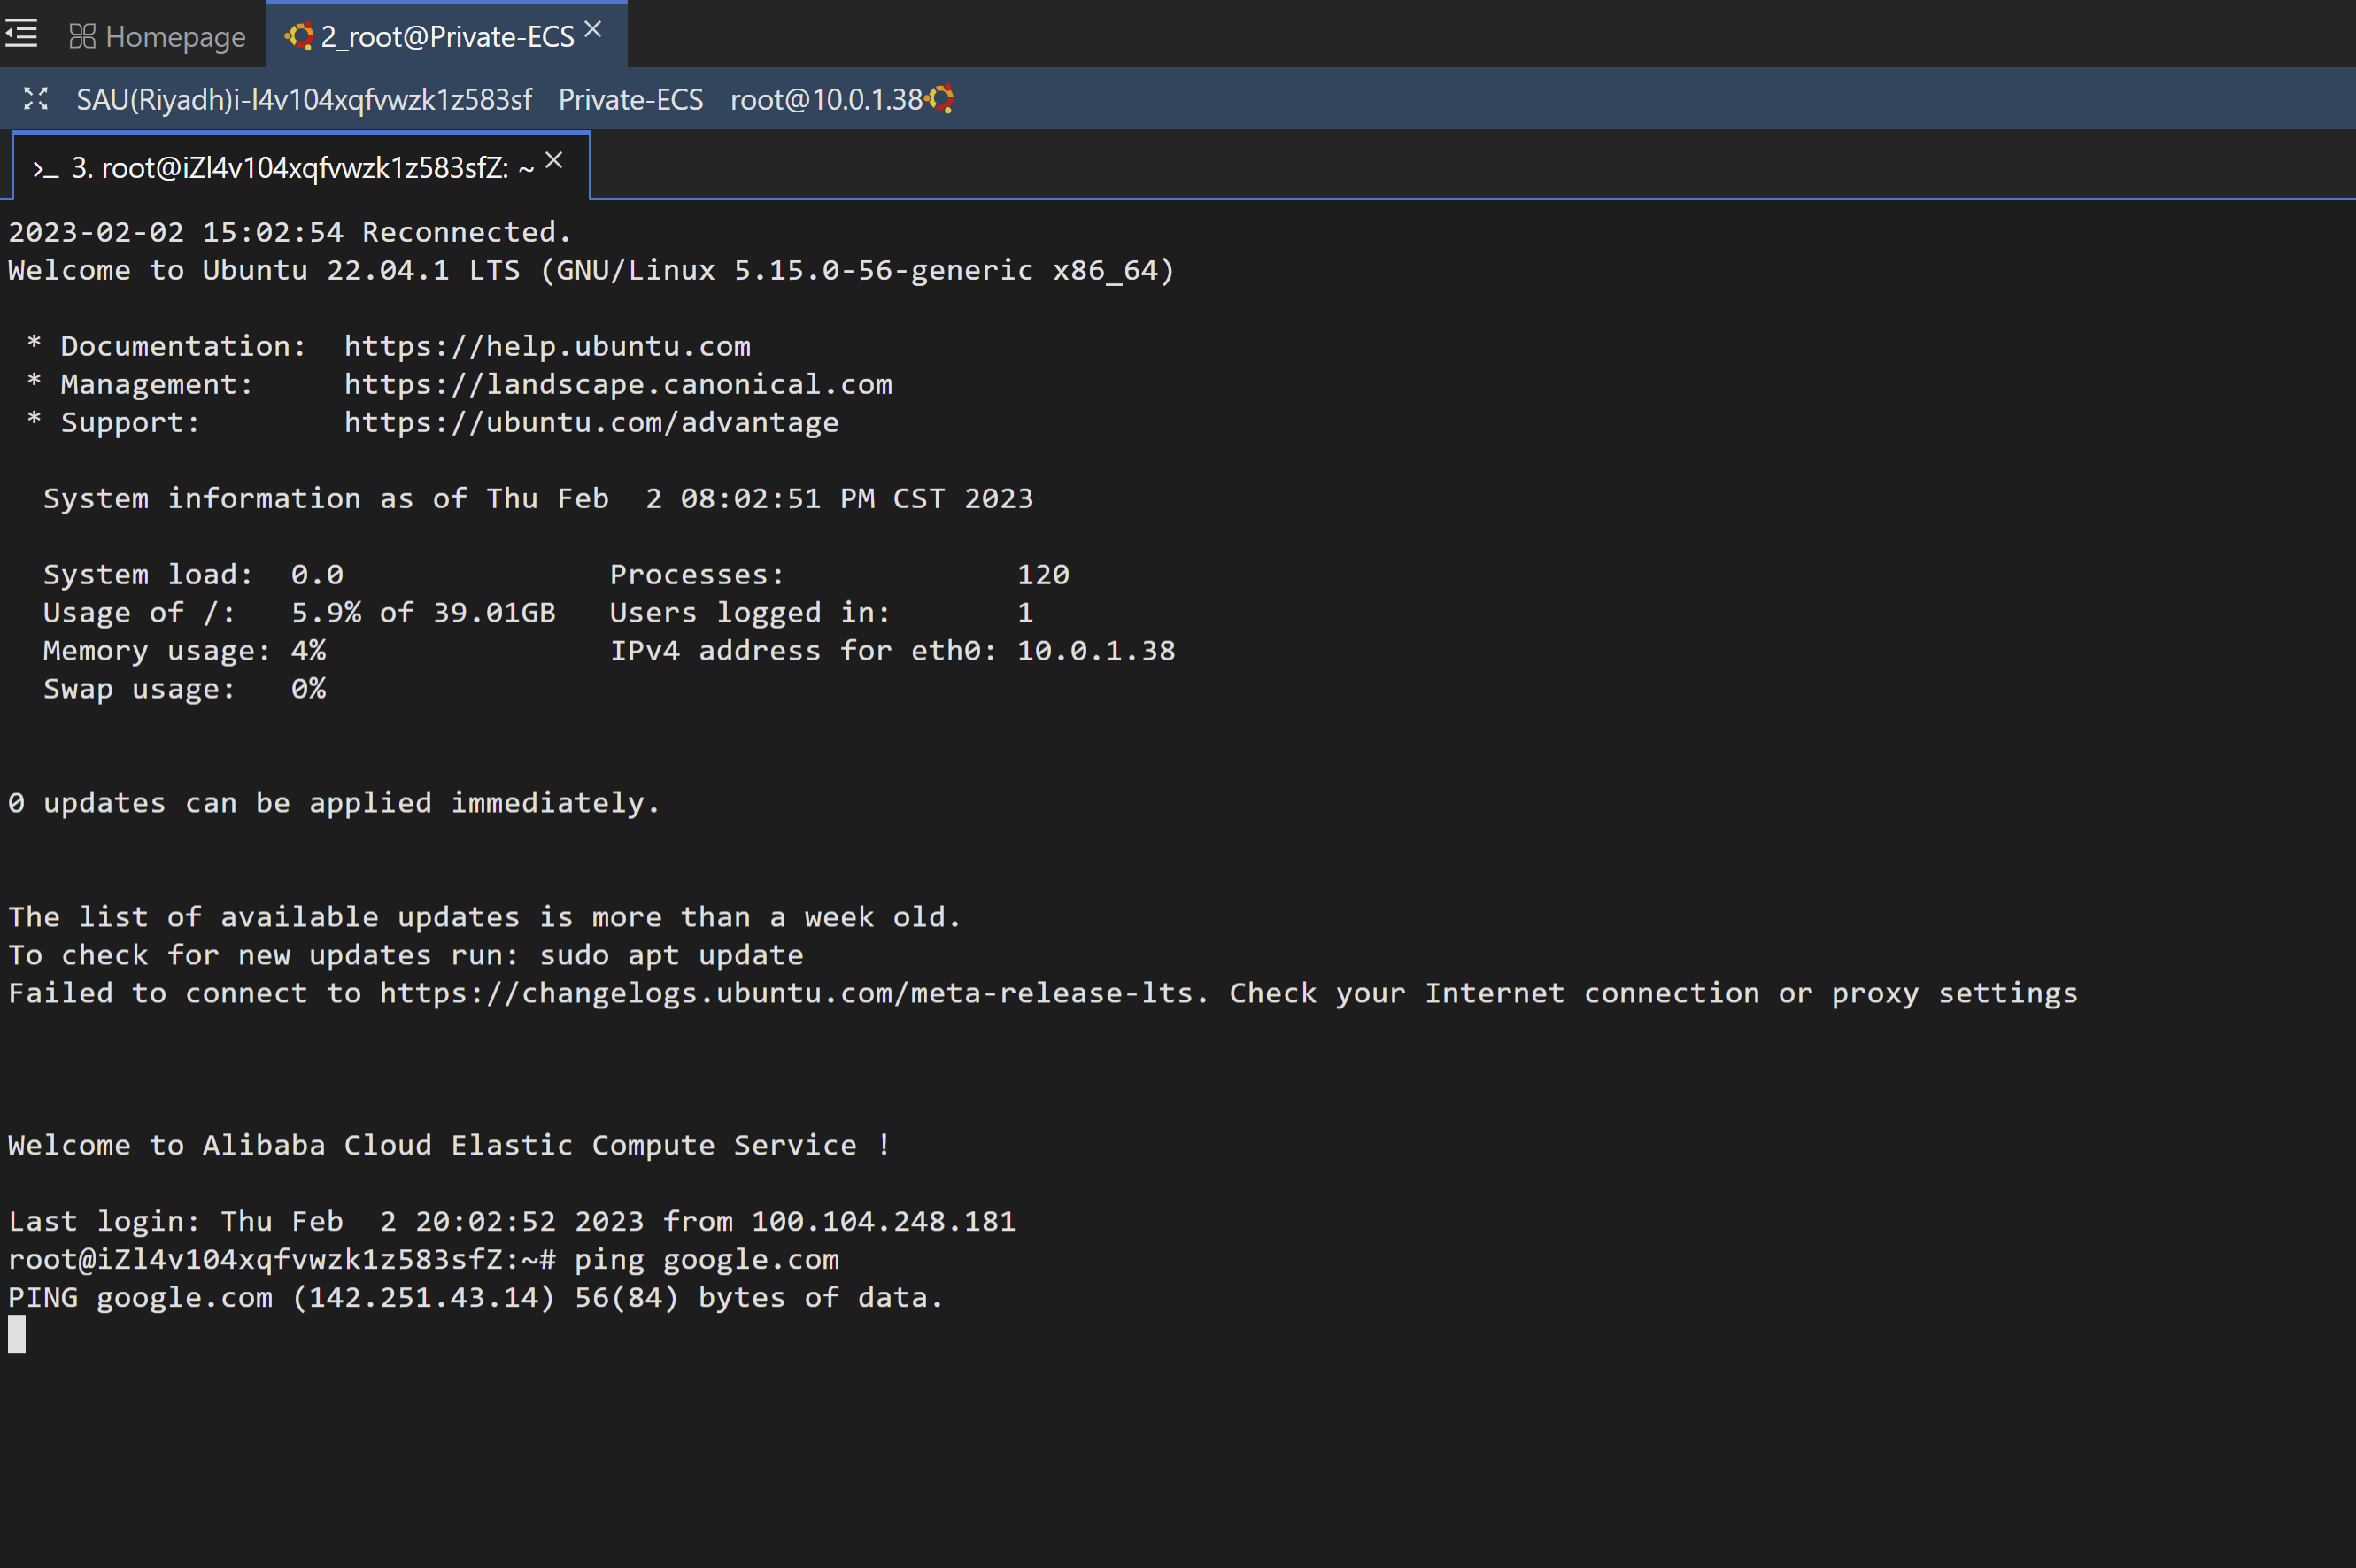 Homepage 2_root@Private-ECS
SAU(Riyadh)i-l4v104xqfvwzk1z583sf Private-ECS root@10.0.1.38
3. root@iZl4v104xqfvwzk1z583sfZ: ~
2023-02-02 15:02:54 Reconnected.
Welcome to Ubuntu 22.04.1 LTS (GNU/Linux 5.15.0-56-generic x86_64)
* Documentation:  https://help.ubuntu.com
* Management:     https://landscape.canonical.com
* Support:        https://ubuntu.com/advantage
System information as of Thu Feb  2 08:02:51 PM CST 2023
System load:  0.0               Processes:             120
Usage of /:   5.9% of 39.01GB   Users logged in:       1
Memory usage: 4%                IPv4 address for eth0: 10.0.1.38
Swap usage:   0%
0 updates can be applied immediately.
The list of available updates is more than a week old.
To check for new updates run: sudo apt update
Failed to connect to https://changelogs.ubuntu.com/meta-release-lts. Check your Internet connection or proxy settings
Welcome to Alibaba Cloud Elastic Compute Service !
Last login: Thu Feb  2 20:02:52 2023 from 100.104.248.181
root@iZl4v104xqfvwzk1z583sfZ:~# ping google.com
PING google.com (142.251.43.14) 56(84) bytes of data.